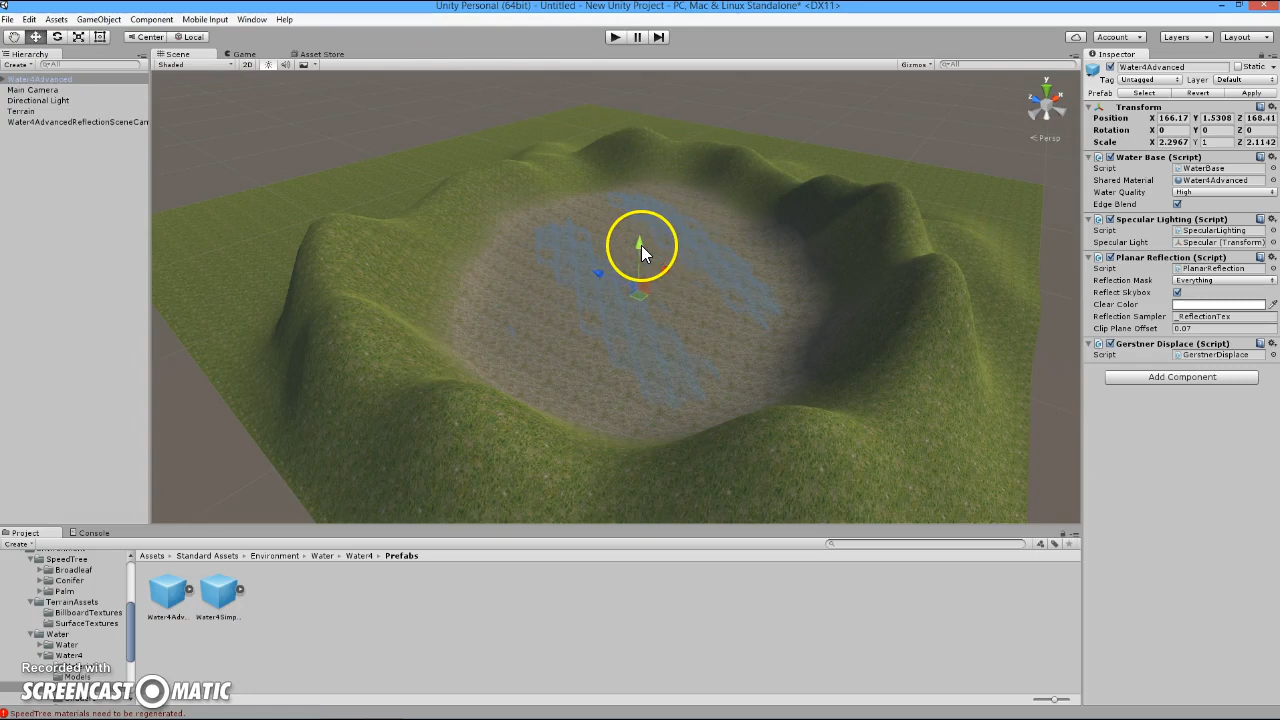 Unity Personal (64bit) - Untitled - New Unity Project - PC, Mac & Linux Standalone* <DX11>
File Edit Assets GameObject Component Mobile Input Window Help
Center Local Account Layers Layout
Hierarchy Scene Game Asset Store Inspector
Create All Shaded 2D Gizmos All
Water4Advanced
Main Camera
Directional Light
Terrain
Water4AdvancedReflectionSceneCam
y
x
z
Persp
Water4Advanced Static
Tag Untagged Layer Default
Prefab Select Revert Apply
Transform
Position X 166.17 Y 1.5308 Z 168.41
Rotation X 0 Y 0 Z 0
Scale X 2.2967 Y 1 Z 2.1142
Water Base (Script)
Script WaterBase
Shared Material Water4Advanced
Water Quality High
Edge Blend
Specular Lighting (Script)
Script SpecularLighting
Specular Light Specular (Transform)
Planar Reflection (Script)
Script PlanarReflection
Reflection Mask Everything
Reflect Skybox
Clear Color
Reflection Sampler _ReflectionTex
Clip Plane Offset 0.07
Gerstner Displace (Script)
Script GerstnerDisplace
Add Component
Project Console
Create
Assets Standard Assets Environment Water Water4 Prefabs
SpeedTree
Broadleaf
Conifer
Palm
TerrainAssets
BillboardTextures
SurfaceTextures
Water
Water
Water4
Models
Water4Adv... Water4Simp...
Recorded with
SCREENCAST MATIC
SpeedTree materials need to be regenerated.